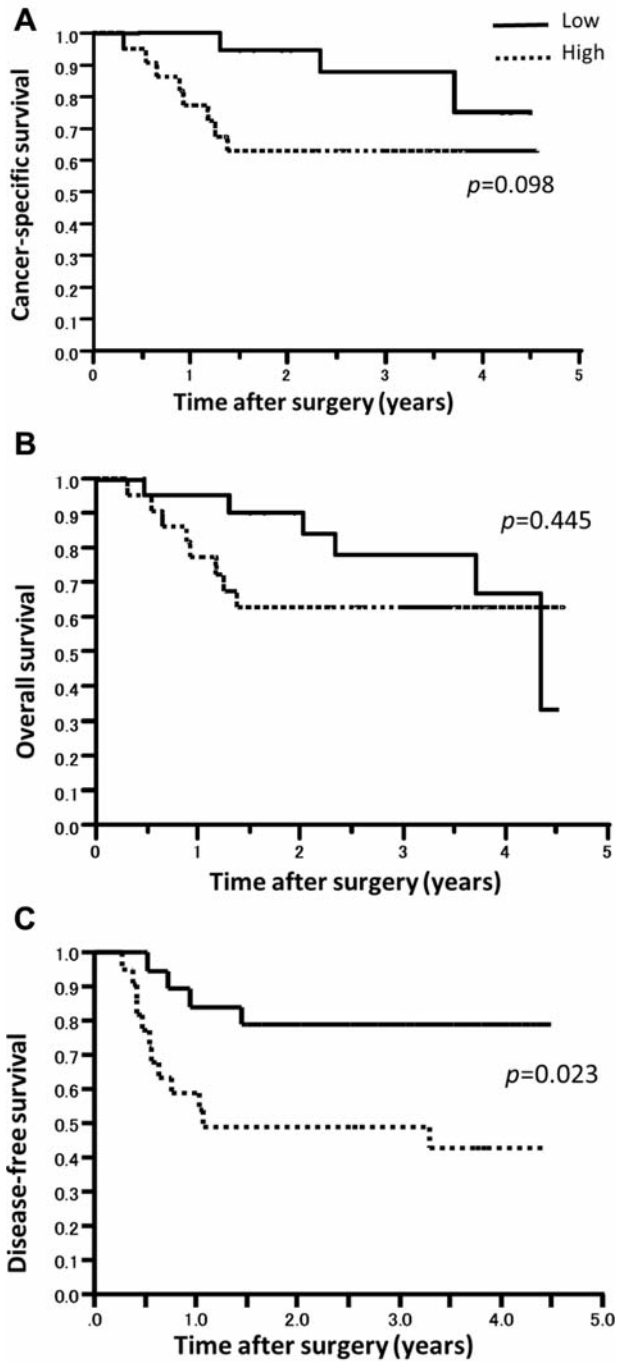 A
Low
High
1.0
0.9
0.8
0.7
0.6
0.5
0.4
0.3
0.2
0.1
0.0
Cancer-specific survival
p=0.098
0 1 2 3 4 5
Time after surgery (years)
B
1.0
0.9
0.8
0.7
0.6
0.5
0.4
0.3
0.2
0.1
0.0
Overall survival
p=0.445
0 1 2 3 4 5
Time after surgery (years)
C
1.0
0.9
0.8
0.7
0.6
0.5
0.4
0.3
0.2
0.1
0.0
Disease-free survival
p=0.023
.0 1.0 2.0 3.0 4.0 5.0
Time after surgery (years)